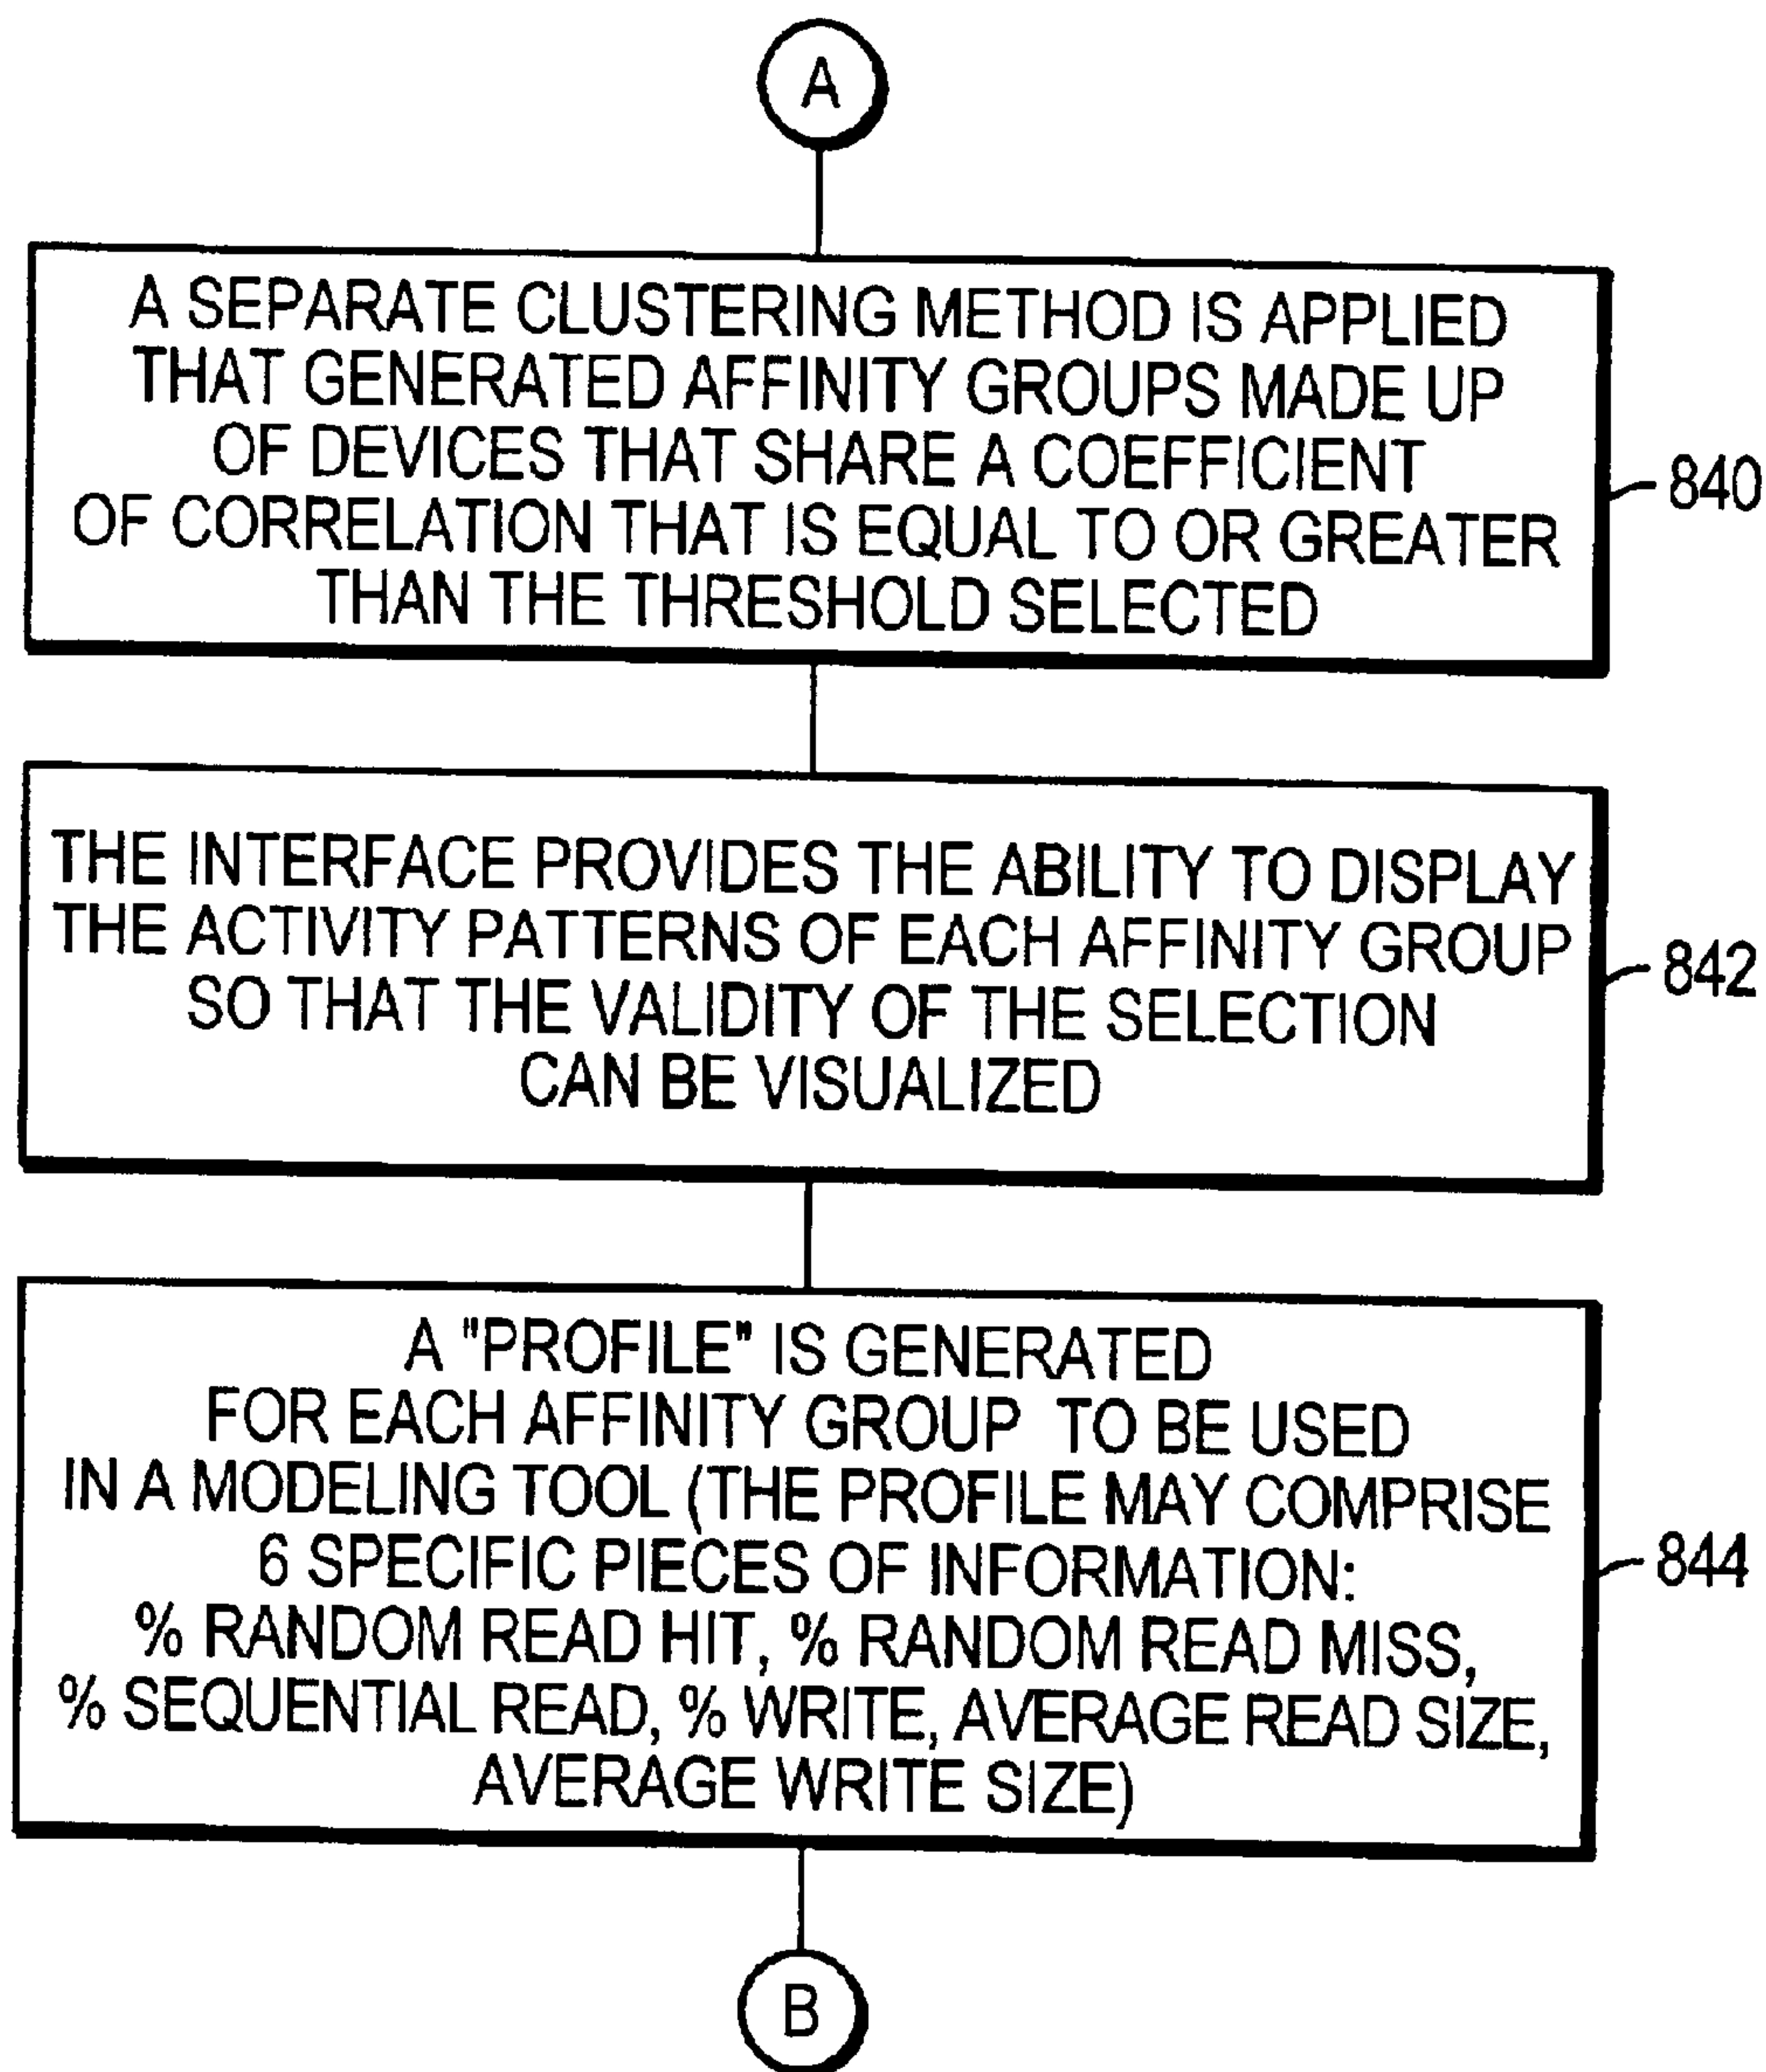 A
A SEPARATE CLUSTERING METHOD IS APPLIED
THAT GENERATED AFFINITY GROUPS MADE UP
OF DEVICES THAT SHARE A COEFFICIENT
OF CORRELATION THAT IS EQUAL TO OR GREATER
THAN THE THRESHOLD SELECTED
840
THE INTERFACE PROVIDES THE ABILITY TO DISPLAY
THE ACTIVITY PATTERNS OF EACH AFFINITY GROUP
SO THAT THE VALIDITY OF THE SELECTION
CAN BE VISUALIZED
842
A "PROFILE" IS GENERATED
FOR EACH AFFINITY GROUP TO BE USED
IN A MODELING TOOL (THE PROFILE MAY COMPRISE
6 SPECIFIC PIECES OF INFORMATION:
% RANDOM READ HIT, % RANDOM READ MISS,
% SEQUENTIAL READ, % WRITE, AVERAGE READ SIZE,
AVERAGE WRITE SIZE)
844
B